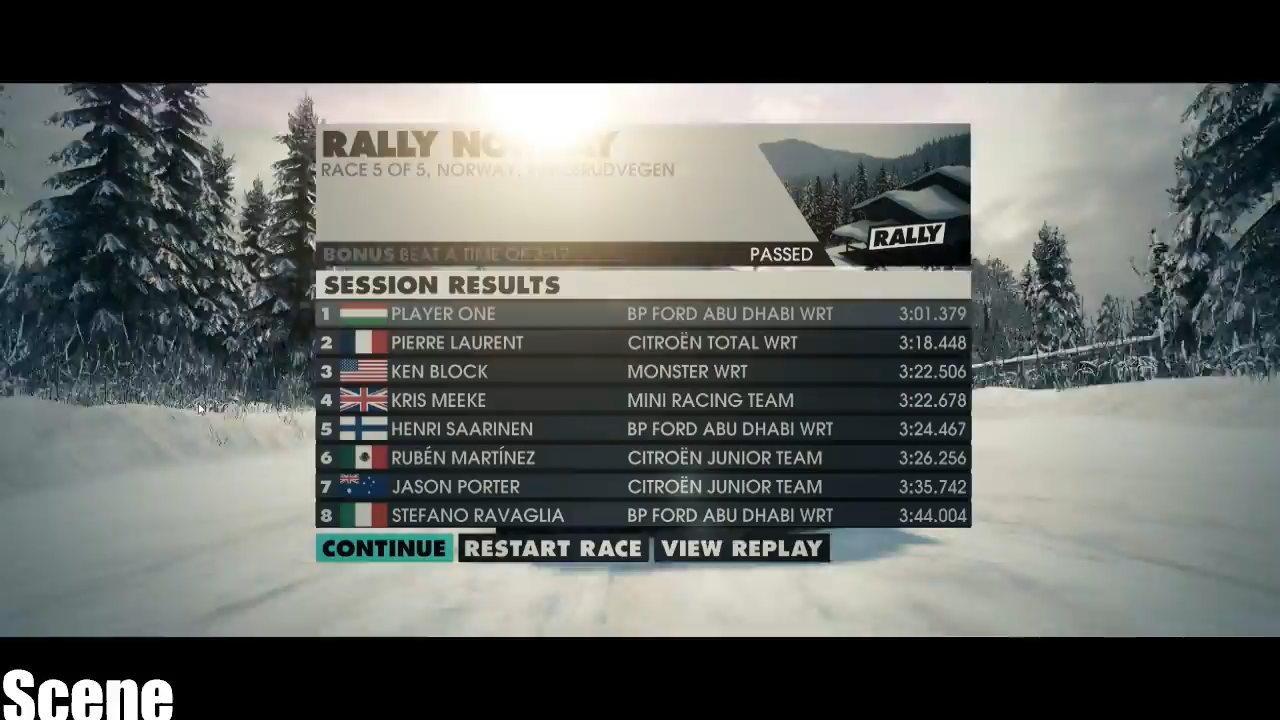 RALLY
RACE 5 OF 5, NORWAY,
RALLY
BONUS BEAT A TIME OF
PASSED
SESSION RESULTS
1 PLAYER ONE BP FORD ABU DHABI WRT 3:01.379
2 PIERRE LAURENT CITROËN TOTAL WRT 3:18.448
3 KEN BLOCK MONSTER WRT 3:22.506
4 KRIS MEEKE MINI RACING TEAM 3:22.678
5 HENRI SAARINEN BP FORD ABU DHABI WRT 3:24.467
6 RUBÉN MARTÍNEZ CITROËN JUNIOR TEAM 3:26.256
7 JASON PORTER CITROËN JUNIOR TEAM 3:35.742
8 STEFANO RAVAGLIA BP FORD ABU DHABI WRT 3:44.004
CONTINUE RESTART RACE VIEW REPLAY
Scene